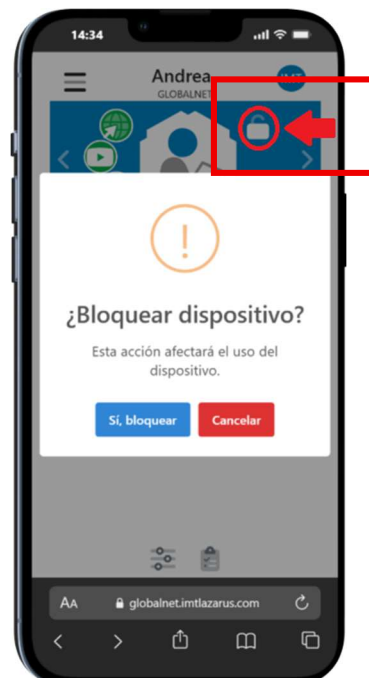 14:34
Andrea
GLOBALNET
IMT
¿Bloquear dispositivo?
Esta acción afectará el uso del
dispositivo.
Sí, bloquear
Cancelar
AA
globalnet.imtlazarus.com